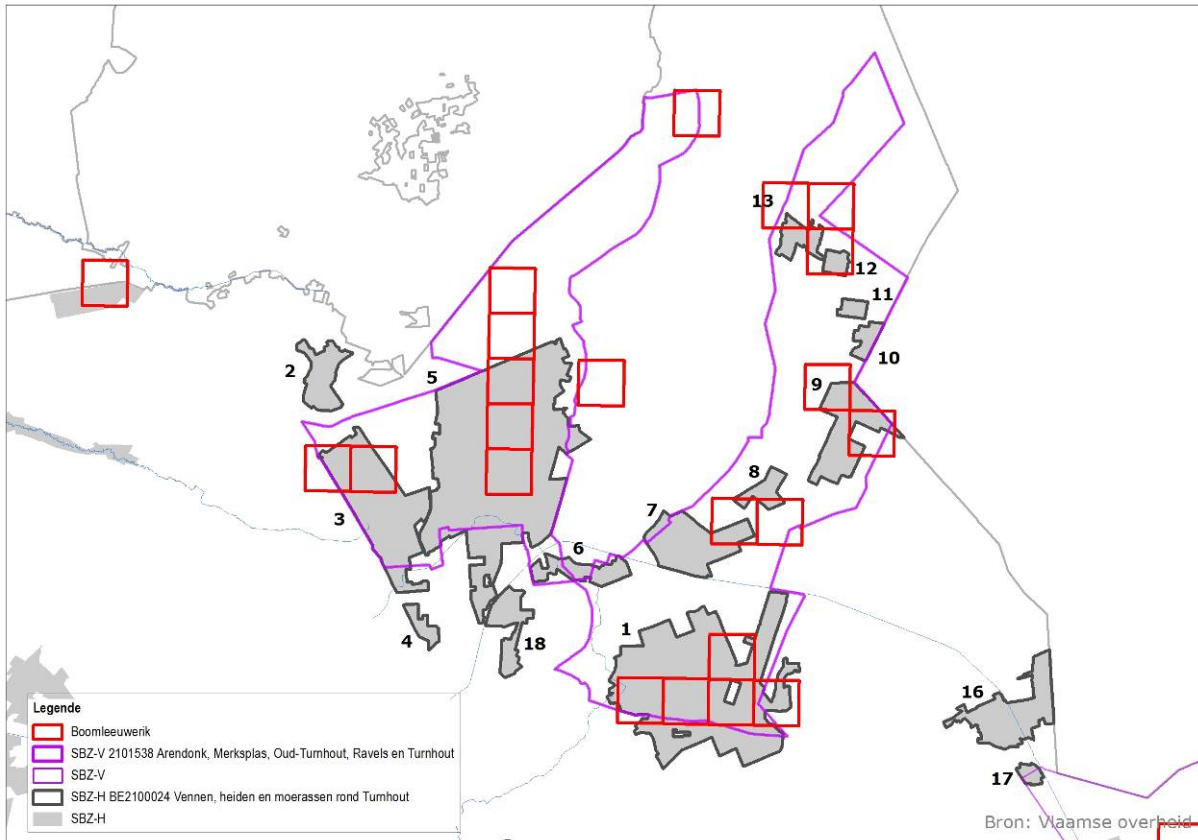 13
12
11
10
2
5
9
8
7
3
6
1
4
18
16
17
Legende
Boomleeuwerik
SBZ-V 2101538 Arendonk, Merksplas, Oud-Turnhout, Ravels en Turnhout
SBZ-V
SBZ-H BE2100024 Vennen, heiden en moerassen rond Turnhout
SBZ-H
Bron: Vlaamse overheid